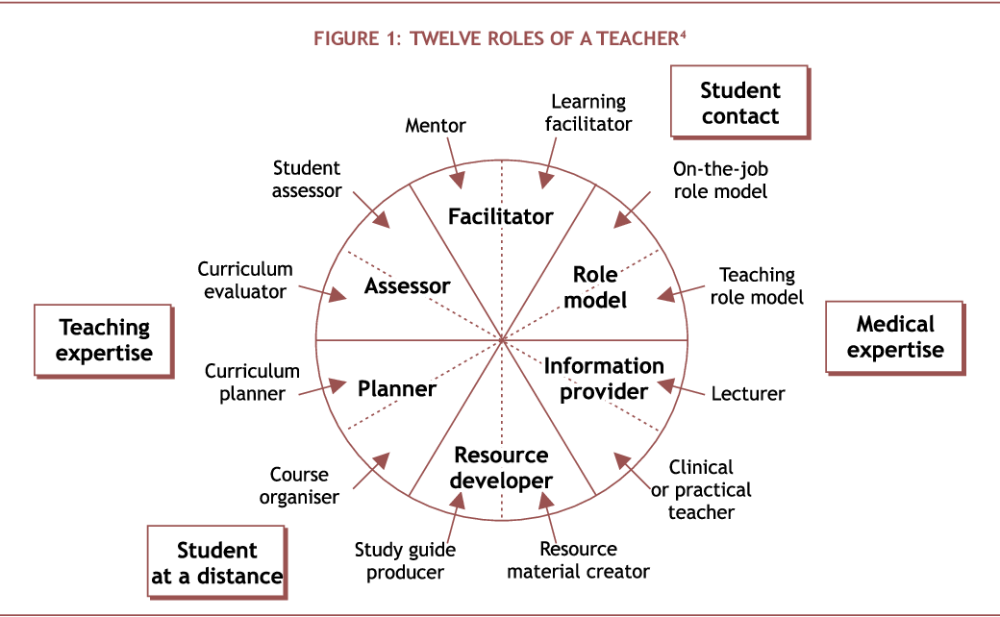 FIGURE 1: TWELVE ROLES OF A TEACHER⁴
Student
contact
Learning
facilitator
Mentor
Student
assessor
On-the-job
role model
Facilitator
Curriculum
evaluator
Assessor
Role
model
Teaching
role model
Teaching
expertise
Medical
expertise
Curriculum
planner
Planner
Information
provider
Lecturer
Resource
developer
Course
organiser
Clinical
or practical
teacher
Student
at a distance
Study guide
producer
Resource
material creator